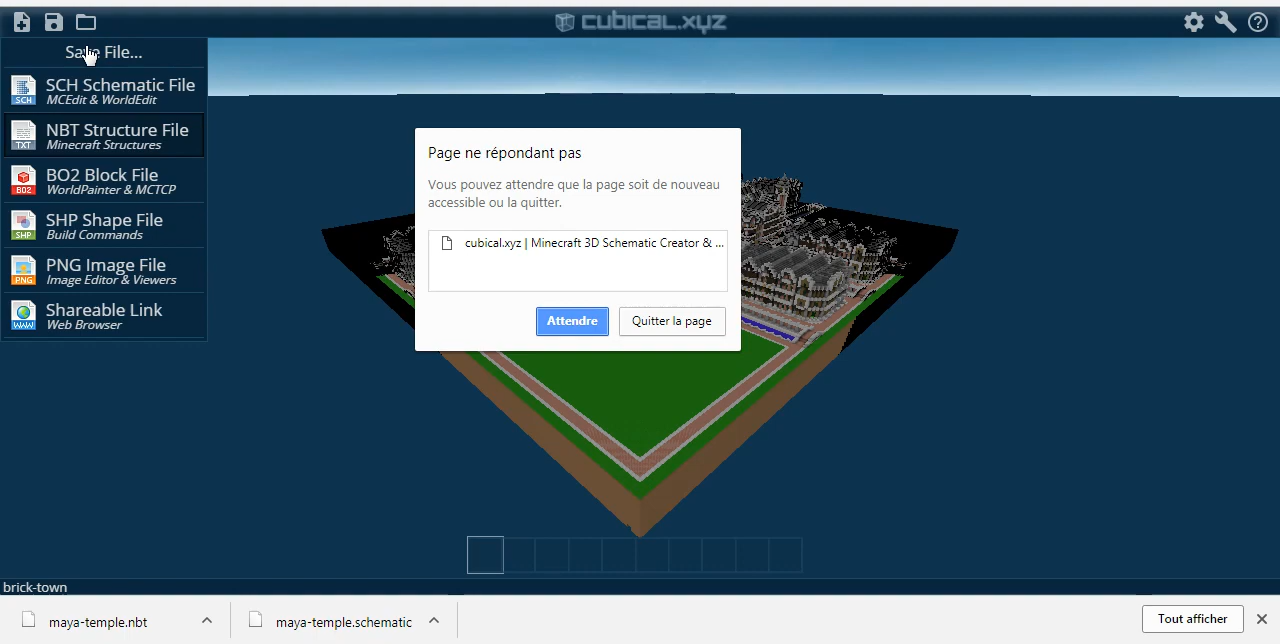 cubical.xyz
Save File...
SCH Schematic File
MCEdit & WorldEdit
SCH
NBT Structure File
Minecraft Structures
TXT
BO2 Block File
WorldPainter & MCTCP
BO2
SHP Shape File
Build Commands
SHP
PNG Image File
Image Editor & Viewers
PNG
Shareable Link
Web Browser
WWW
Page ne répondant pas
Vous pouvez attendre que la page soit de nouveau
accessible ou la quitter.
cubical.xyz | Minecraft 3D Schematic Creator & ...
Attendre
Quitter la page
brick-town
maya-temple.nbt
maya-temple.schematic
Tout afficher